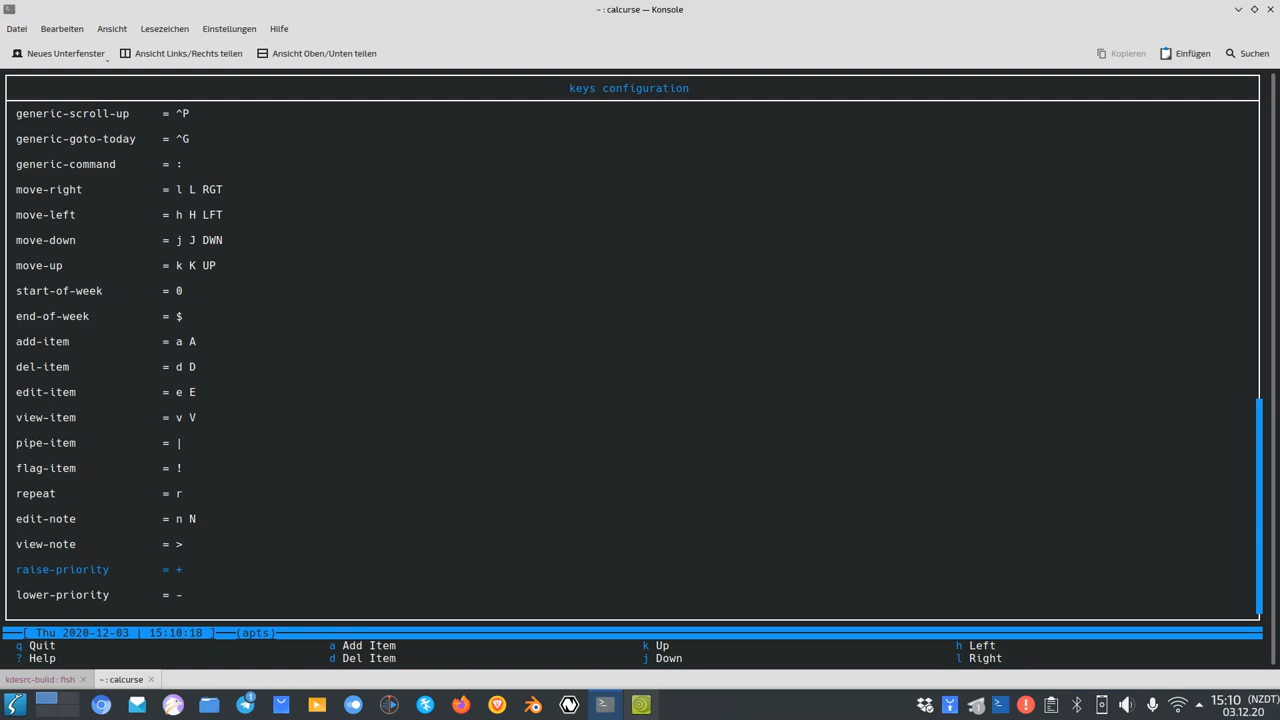 ~ : calcurse — Konsole
Datei Bearbeiten Ansicht Lesezeichen Einstellungen Hilfe
Neues Unterfenster Ansicht Links/Rechts teilen Ansicht Oben/Unten teilen Kopieren Einfügen Suchen
keys configuration
generic-scroll-up = ^P
generic-goto-today = ^G
generic-command = :
move-right = l L RGT
move-left = h H LFT
move-down = j J DWN
move-up = k K UP
start-of-week = 0
end-of-week = $
add-item = a A
del-item = d D
edit-item = e E
view-item = v V
pipe-item = |
flag-item = !
repeat = r
edit-note = n N
view-note = >
raise-priority = +
lower-priority = -
[ Thu 2020-12-03 | 15:10:18 ] (apts)
q Quit a Add Item k Up h Left
? Help d Del Item j Down l Right
kdesrc-build : fish ~ : calcurse
1
15:10 (NZDT)
03.12.20